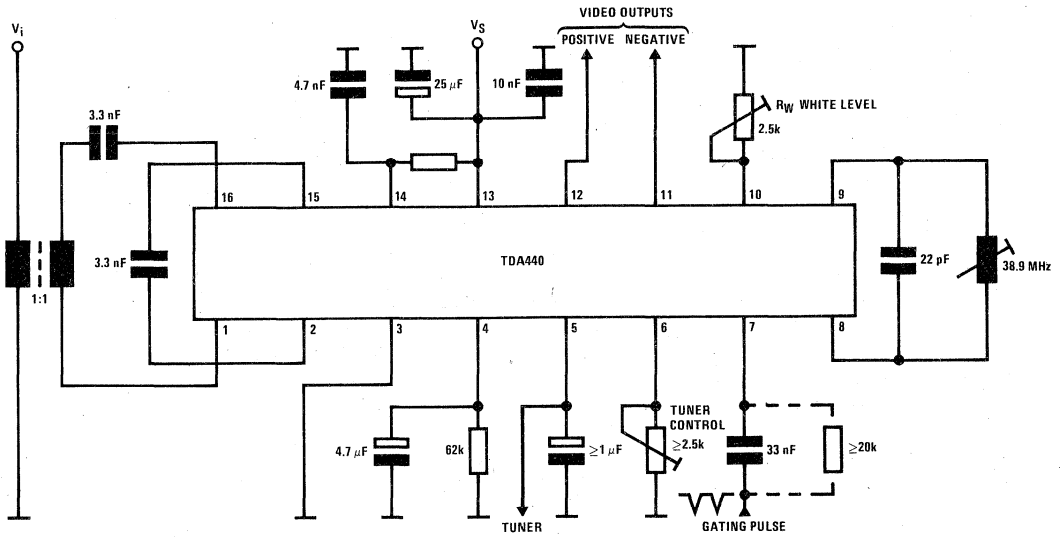 VIDEO OUTPUTS
Vi
VS
POSITIVE NEGATIVE
4.7 nF
25 µF
10 nF
RW WHITE LEVEL
2.5k
3.3 nF
16 15 14 13 12 11 10 9
3.3 nF
TDA440
22 pF
38.9 MHz
1:1
1 2 3 4 5 6 7 8
TUNER
CONTROL
4.7 µF
62k
≥1 µF
≥2.5k
33 nF
≥20k
TUNER
GATING PULSE